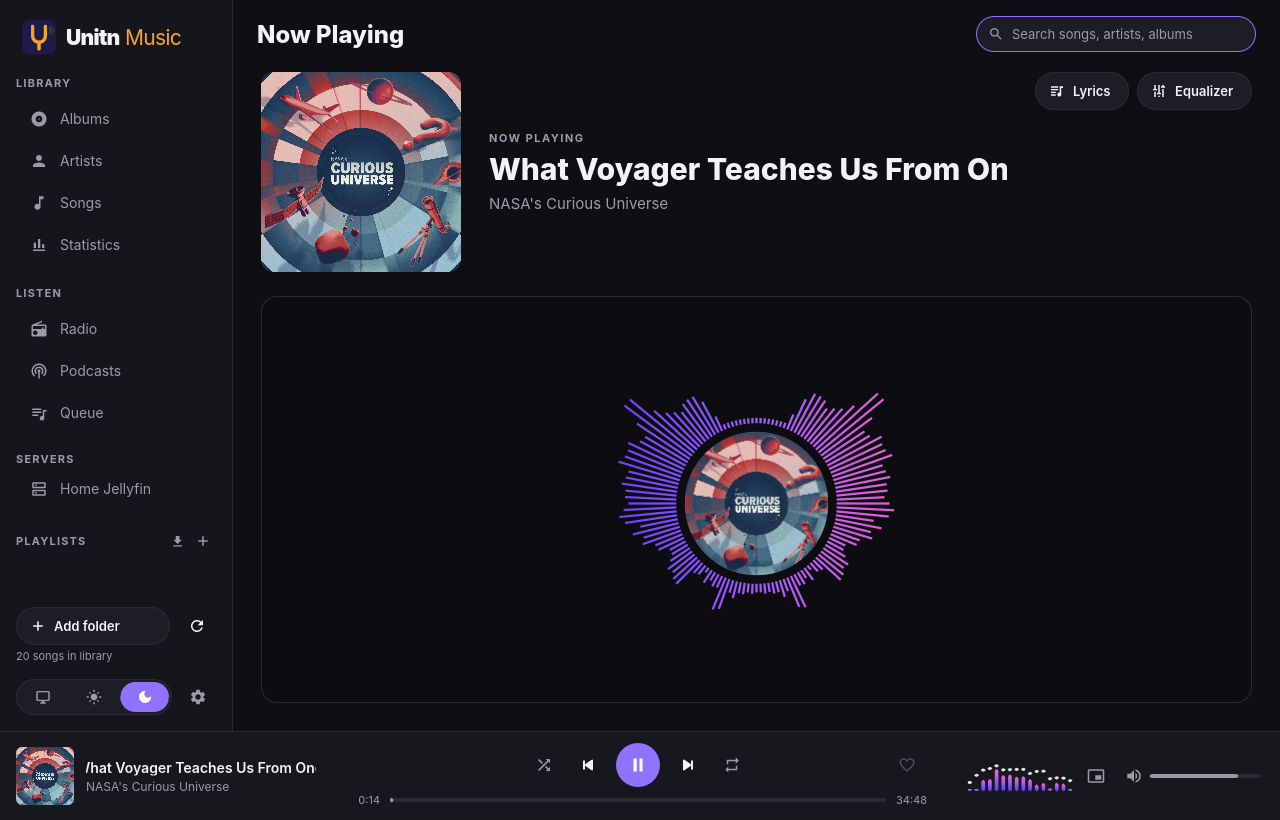 Unitn Music
LIBRARY
Albums
Artists
Songs
Statistics
LISTEN
Radio
Podcasts
Queue
SERVERS
Home Jellyfin
PLAYLISTS
Add folder
20 songs in library
Now Playing
Search songs, artists, albums
Lyrics
Equalizer
NASA's
CURIOUS
UNIVERSE
NOW PLAYING
What Voyager Teaches Us From On
NASA's Curious Universe
CURIOUS
UNIVERSE
CURIOUS
UNIVERSE
hat Voyager Teaches Us From On
NASA's Curious Universe
0:14
34:48